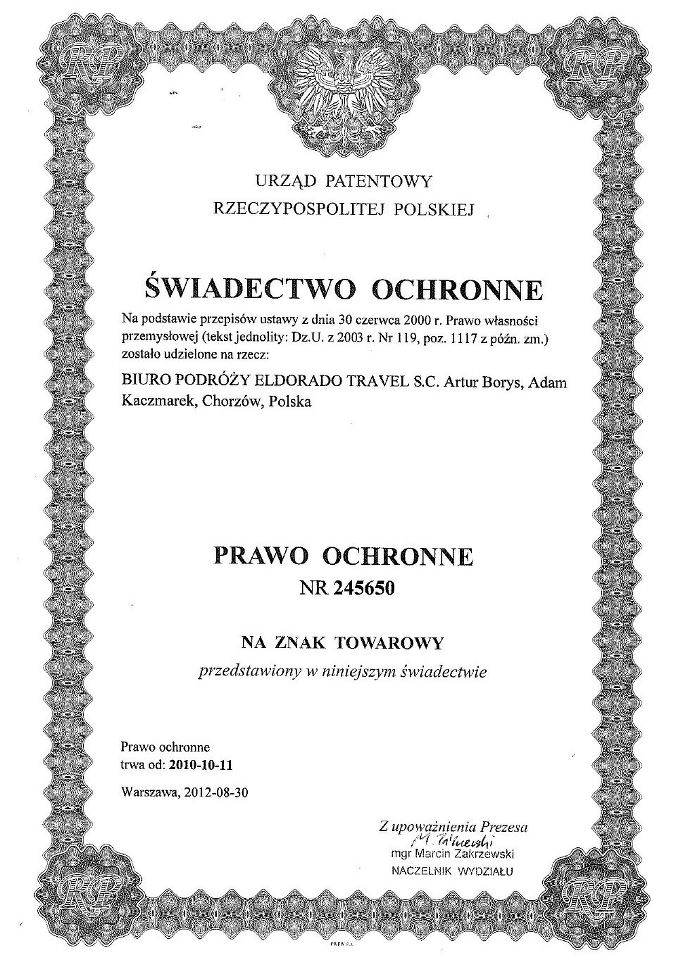 URZĄD PATENTOWY
RZECZYPOSPOLITEJ POLSKIEJ
ŚWIADECTWO OCHRONNE
Na podstawie przepisów ustawy z dnia 30 czerwca 2000 r. Prawo własności
przemysłowej (tekst jednolity: Dz.U. z 2003 r. Nr 119, poz. 1117 z późn. zm.)
zostało udzielone na rzecz:
BIURO PODRÓŻY ELDORADO TRAVEL S.C. Artur Borys, Adam
Kaczmarek, Chorzów, Polska
PRAWO OCHRONNE
NR 245650
NA ZNAK TOWAROWY
przedstawiony w niniejszym świadectwie
Prawo ochronne
trwa od: 2010-10-11
Warszawa, 2012-08-30
Z upoważnienia Prezesa
mgr Marcin Zakrzewski
NACZELNIK WYDZIAŁU